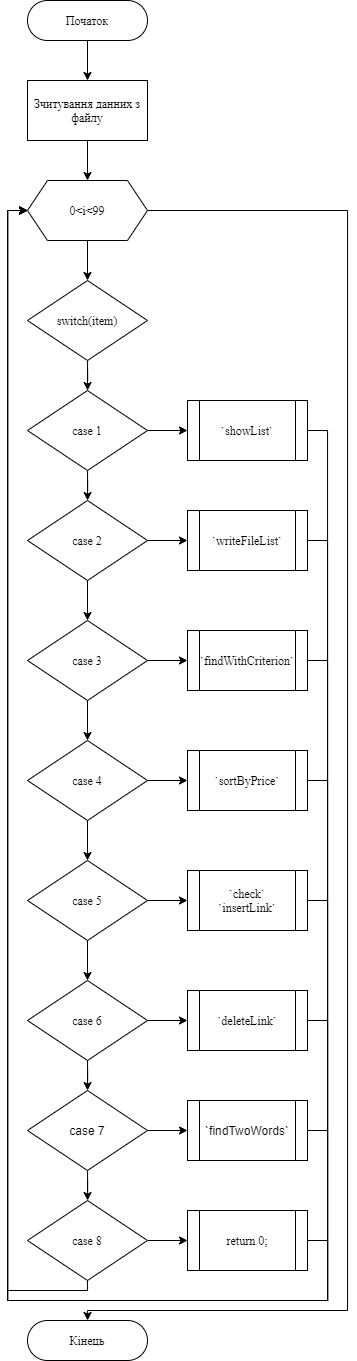 Початок
Зчитування данних з
файлу
0<i<99
switch(item)
case 1
`showList`
case 2
`writeFileList`
case 3
`findWithCriterion`
case 4
`sortByPrice`
case 5
`check`
`insertLink`
case 6
`deleteLink`
case 7
`findTwoWords`
case 8
return 0;
Кінець